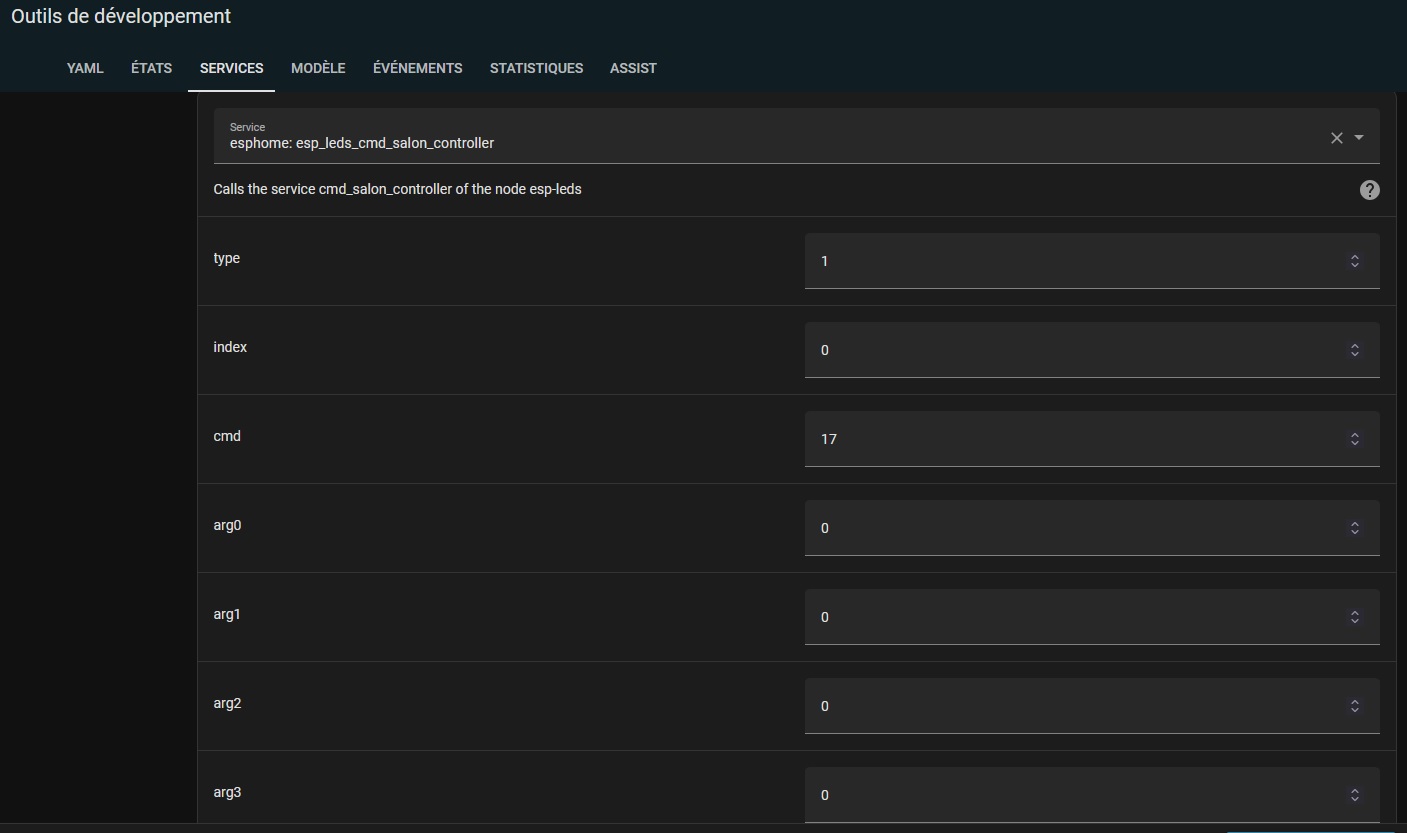 Outils de développement
YAML ÉTATS SERVICES MODÈLE ÉVÉNEMENTS STATISTIQUES ASSIST
Service
esphome: esp_leds_cmd_salon_controller
Calls the service cmd_salon_controller of the node esp-leds
type 1
index 0
cmd 17
arg0 0
arg1 0
arg2 0
arg3 0